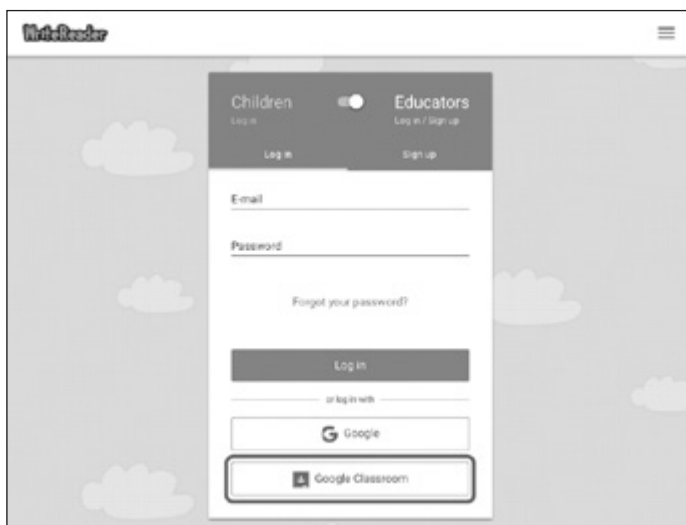 WriteReader
Children Educators
Log in Log in / Sign up
Log in Sign up
E-mail
Password
Forgot your password?
Log in
or log in with
Google
Google Classroom